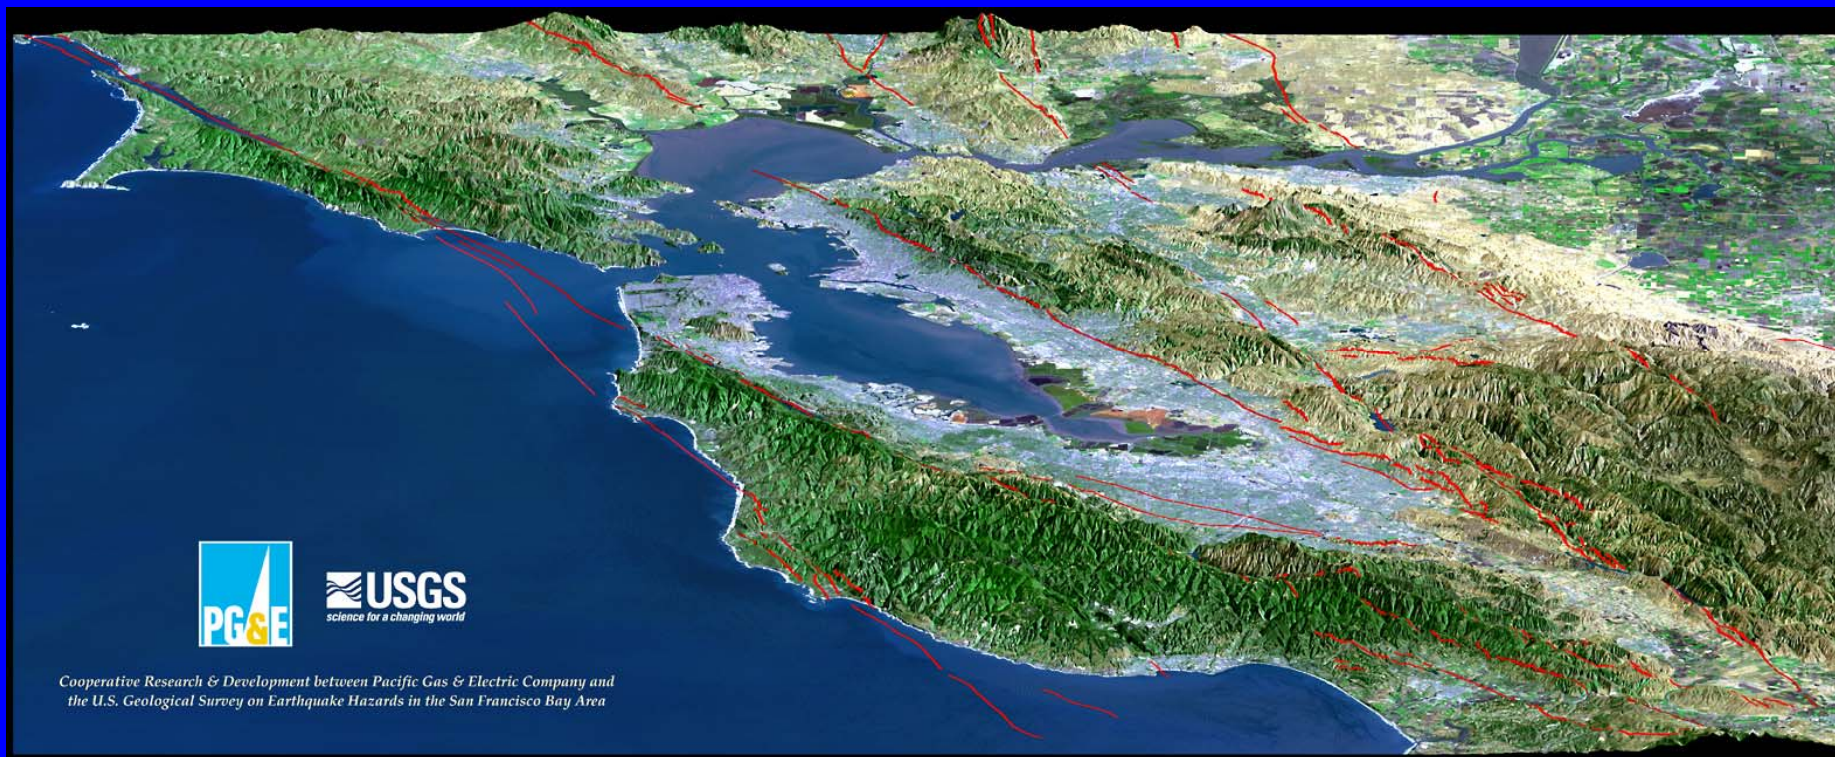 PG&E
USGS
science for a changing world
Cooperative Research & Development between Pacific Gas & Electric Company and
the U.S. Geological Survey on Earthquake Hazards in the San Francisco Bay Area